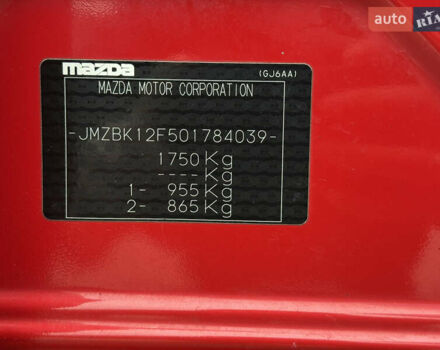 auto RIA
mazda
(GJ6AA)
MAZDA MOTOR CORPORATION
-JMZBK12F501784039-
1750Kg
----Kg
1- 955Kg
2- 865Kg